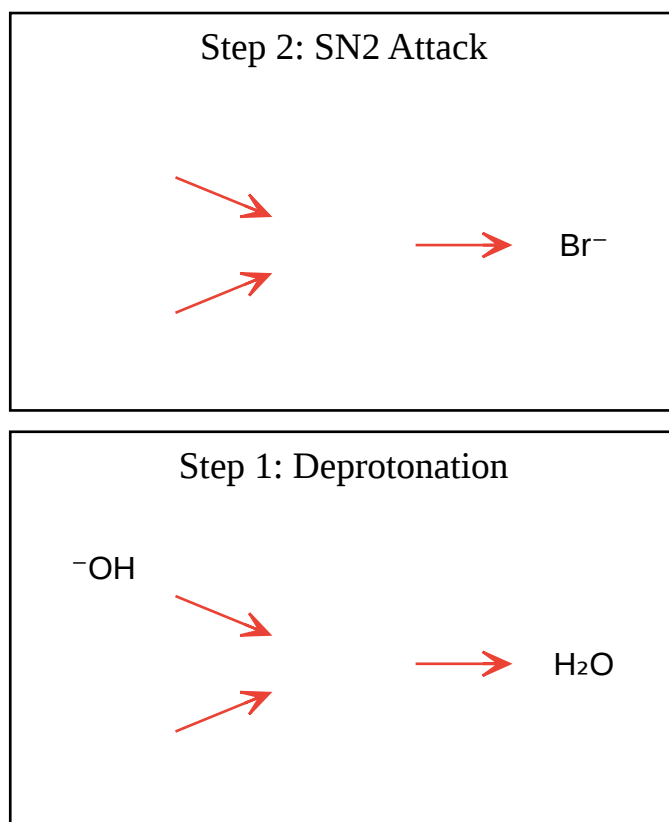 Step 2: SN2 Attack
Br⁻
Step 1: Deprotonation
⁻OH
H₂O